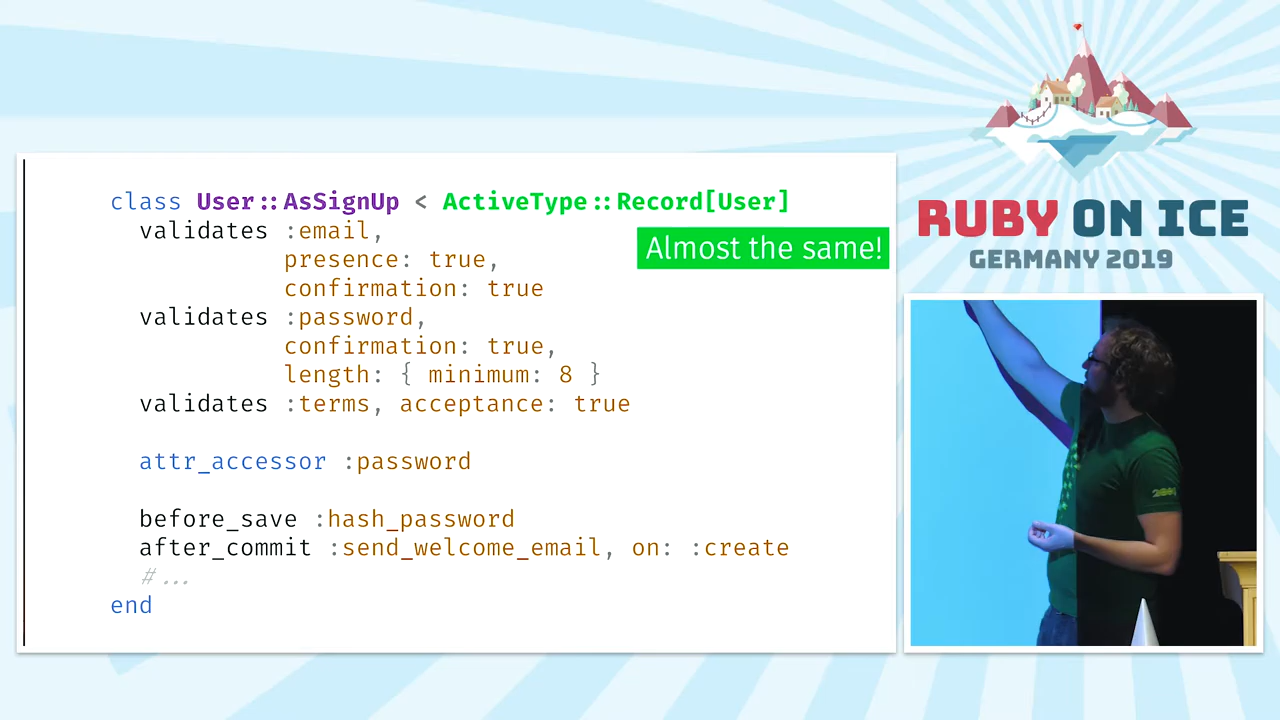 class User::AsSignUp < ActiveType::Record[User]
validates :email,
Almost the same!
presence: true,
confirmation: true
validates :password,
confirmation: true,
length: { minimum: 8 }
validates :terms, acceptance: true
attr_accessor :password
before_save :hash_password
after_commit :send_welcome_email, on: :create
#...
end
RUBY ON ICE
GERMANY 2019